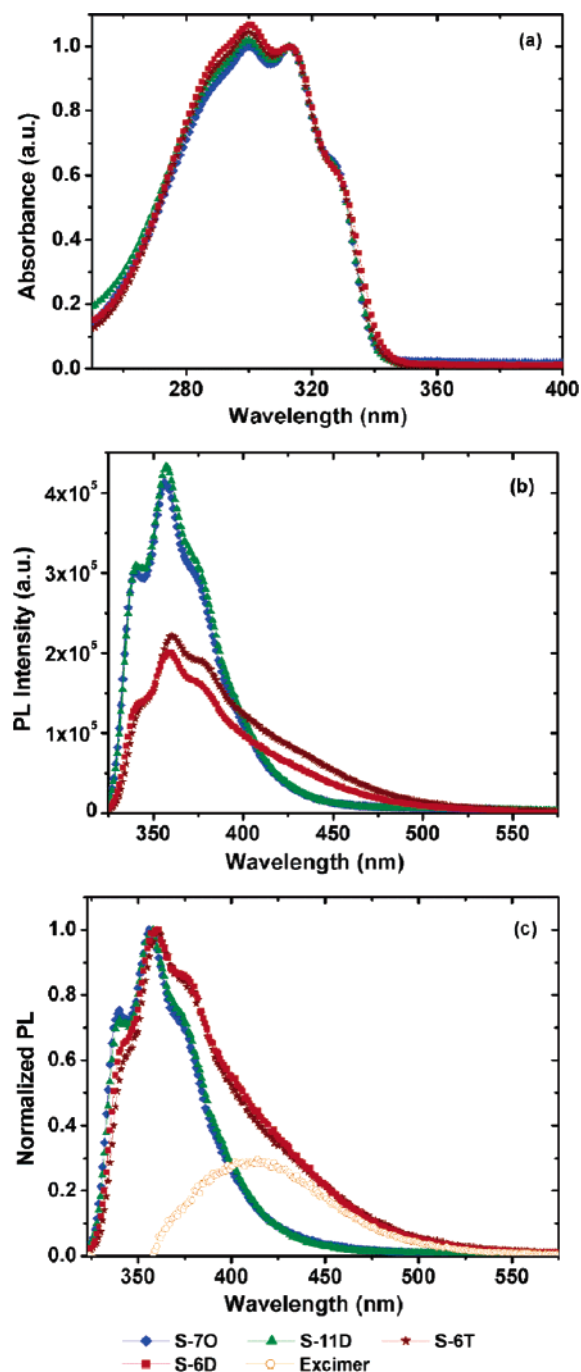 (a)
1.0
0.8
0.6
0.4
0.2
0.0
Absorbance (a.u.)
280 320 360 400
Wavelength (nm)
(b)
4x10⁵
3x10⁵
2x10⁵
1x10⁵
0
PL Intensity (a.u.)
350 400 450 500 550
Wavelength (nm)
(c)
1.0
0.8
0.6
0.4
0.2
0.0
Normalized PL
350 400 450 500 550
Wavelength (nm)
S-7O S-11D S-6T
S-6D Excimer